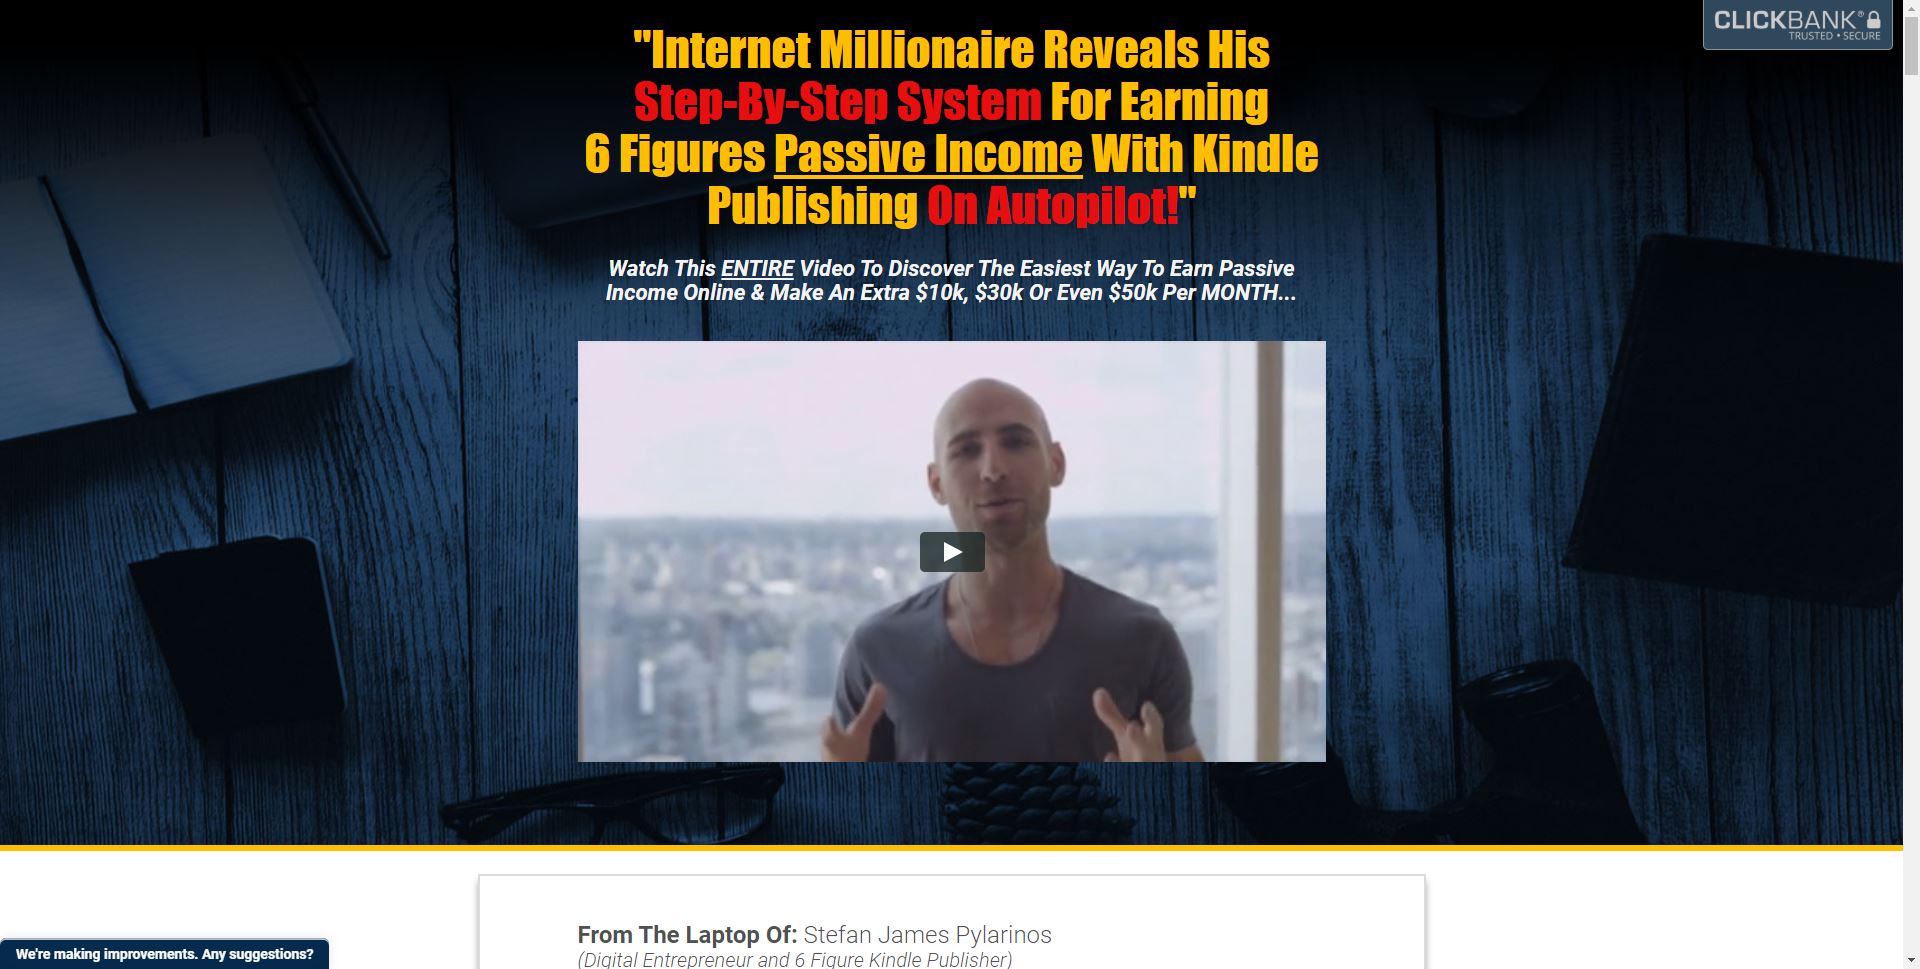 CLICKBANK®
TRUSTED • SECURE
"Internet Millionaire Reveals His
Step-By-Step System For Earning
6 Figures Passive Income With Kindle
Publishing On Autopilot!"
Watch This ENTIRE Video To Discover The Easiest Way To Earn Passive
Income Online & Make An Extra $10k, $30k Or Even $50k Per MONTH...
From The Laptop Of: Stefan James Pylarinos
(Digital Entrepreneur and 6 Figure Kindle Publisher)
We're making improvements. Any suggestions?